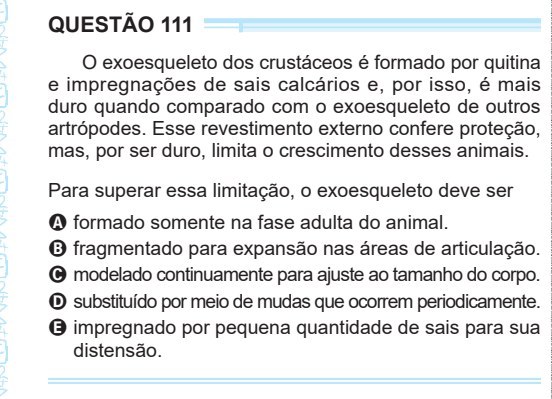 QUESTÃO 111
O exoesqueleto dos crustáceos é formado por quitina
e impregnações de sais calcários e, por isso, é mais
duro quando comparado com o exoesqueleto de outros
artrópodes. Esse revestimento externo confere proteção,
mas, por ser duro, limita o crescimento desses animais.
Para superar essa limitação, o exoesqueleto deve ser
A formado somente na fase adulta do animal.
B fragmentado para expansão nas áreas de articulação.
C modelado continuamente para ajuste ao tamanho do corpo.
D substituído por meio de mudas que ocorrem periodicamente.
E impregnado por pequena quantidade de sais para sua
distensão.